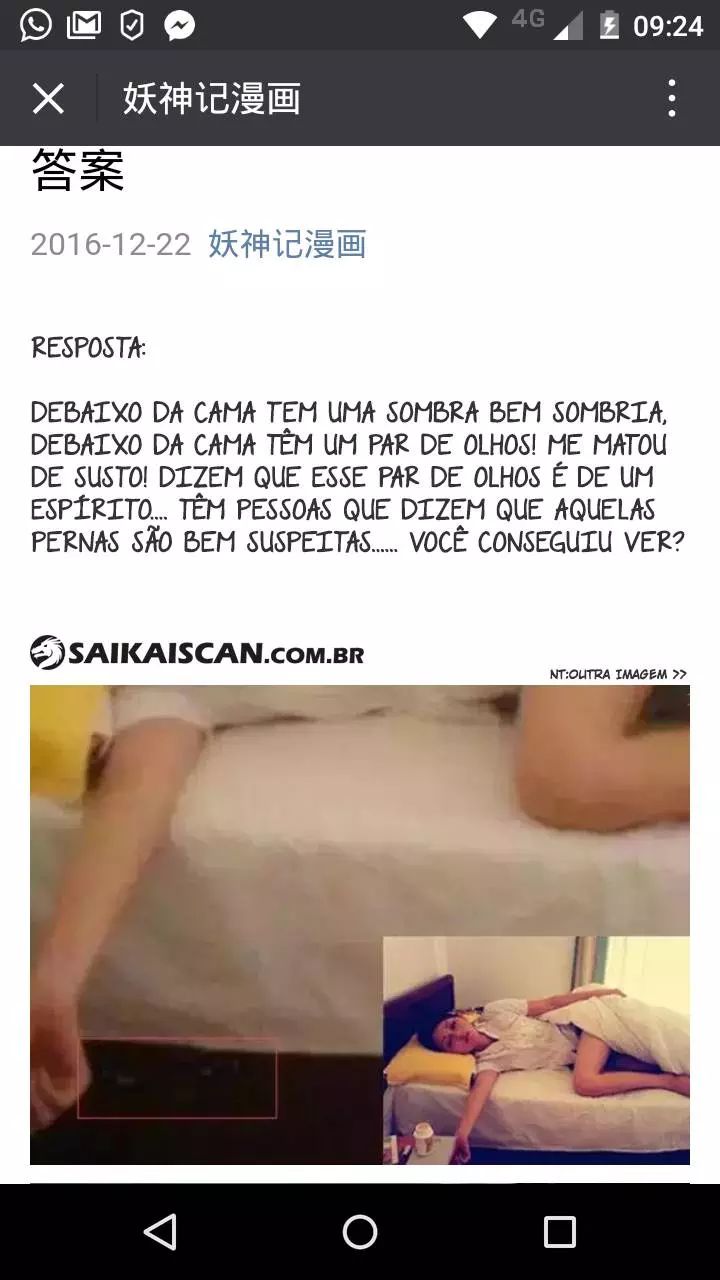 4G 09:24
妖神记漫画
答案
2016-12-22 妖神记漫画
RESPOSTA:
DEBAIXO DA CAMA TEM UMA SOMBRA BEM SOMBRIA,
DEBAIXO DA CAMA TÊM UM PAR DE OLHOS! ME MATOU
DE SUSTO! DIZEM QUE ESSE PAR DE OLHOS É DE UM
ESPÍRITO.... TÊM PESSOAS QUE DIZEM QUE AQUELAS
PERNAS SÃO BEM SUSPEITAS...... VOCÊ CONSEGUIU VER?
SAIKAISCAN.COM.BR
NT:OUTRA IMAGEM >>